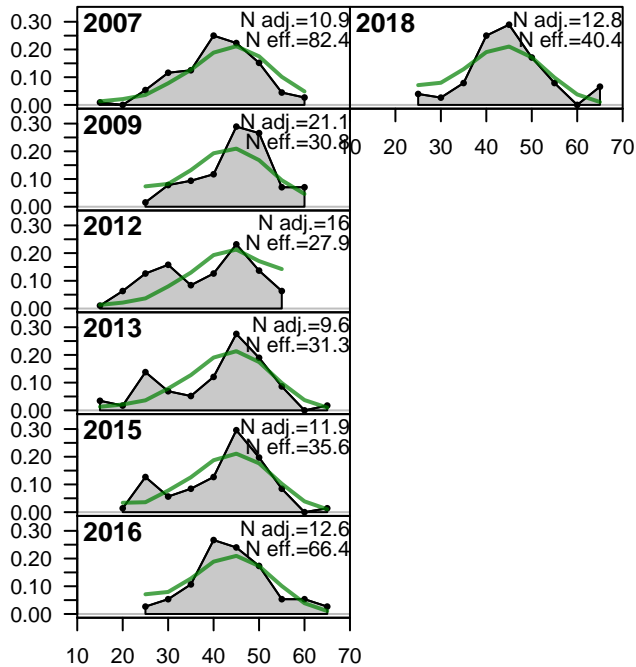 0.30 2007 N adj.=10.9 2018 N adj.=12.8
N eff.=82.4 N eff.=40.4
0.20
0.10
0.00
0.30 2009 N adj.=21.1 10 20 30 40 50 60 70
N eff.=30.8
0.20
0.10
0.00
0.30 2012 N adj.=16
N eff.=27.9
0.20
0.10
0.00
0.30 2013 N adj.=9.6
N eff.=31.3
0.20
0.10
0.00
0.30 2015 N adj.=11.9
N eff.=35.6
0.20
0.10
0.00
0.30 2016 N adj.=12.6
N eff.=66.4
0.20
0.10
0.00
10 20 30 40 50 60 70